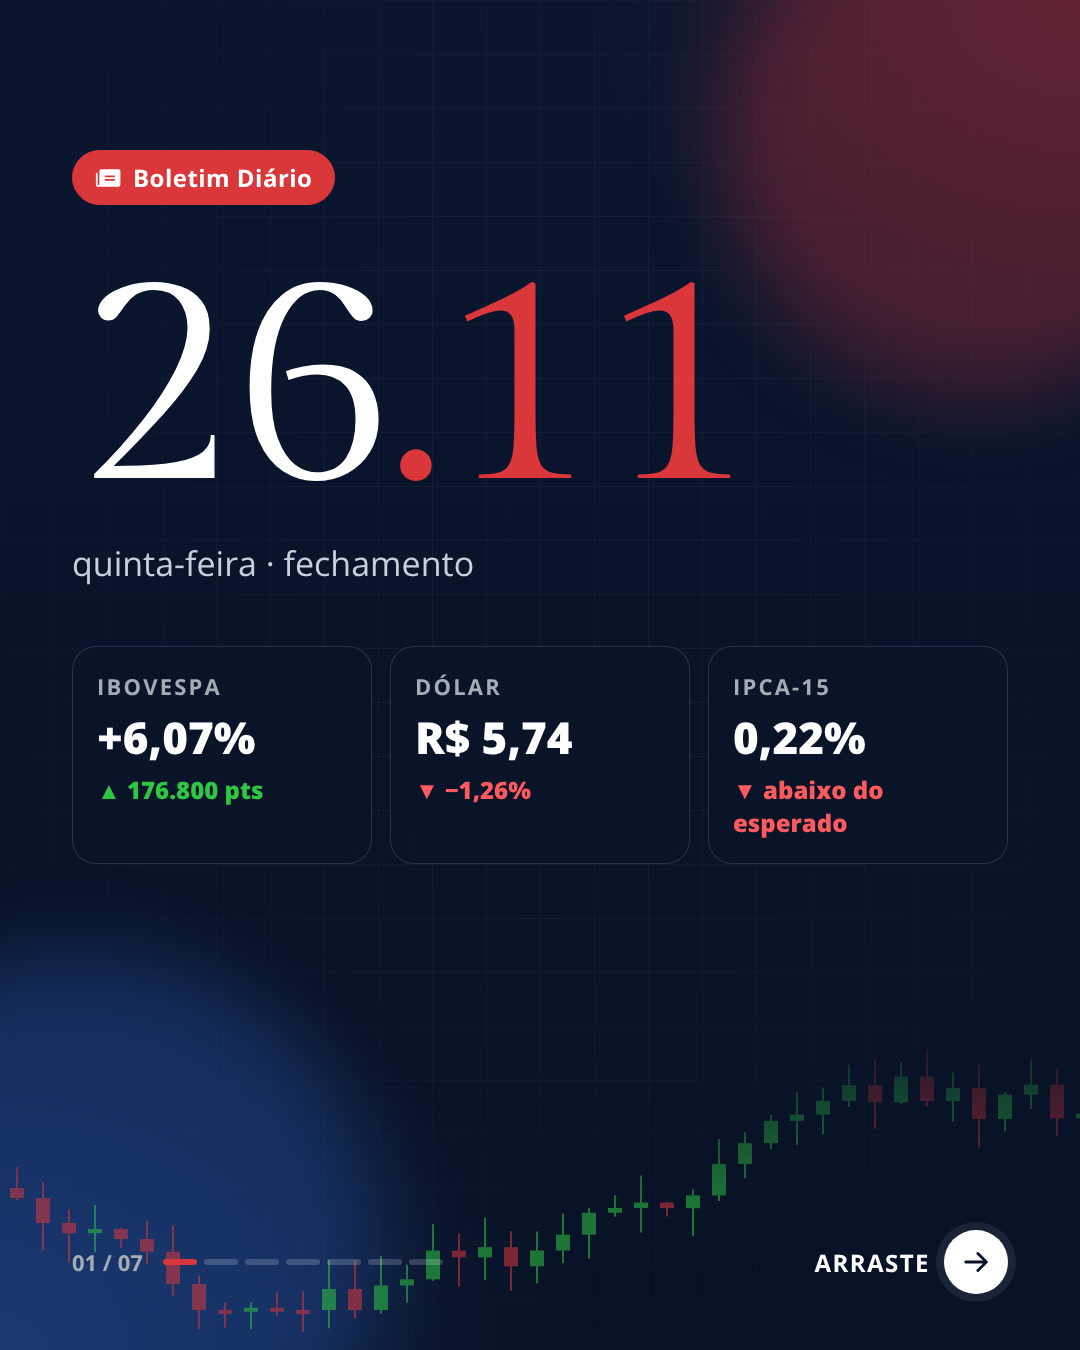 Boletim Diário
26.11
quinta-feira · fechamento
IBOVESPA
+6,07%
▲ 176.800 pts
DÓLAR
R$ 5,74
▼ −1,26%
IPCA-15
0,22%
▼ abaixo do
esperado
01 / 07
ARRASTE